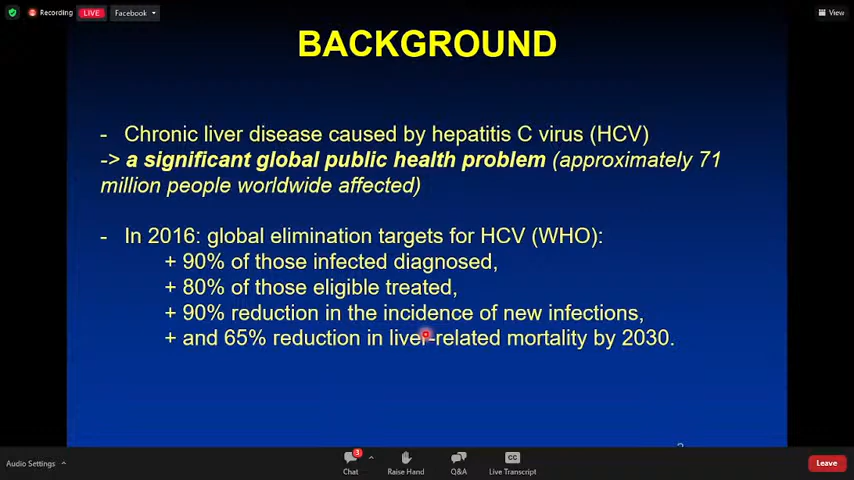 Recording
LIVE
Facebook
View
BACKGROUND
- Chronic liver disease caused by hepatitis C virus (HCV)
-> a significant global public health problem (approximately 71
million people worldwide affected)
- In 2016: global elimination targets for HCV (WHO):
+ 90% of those infected diagnosed,
+ 80% of those eligible treated,
+ 90% reduction in the incidence of new infections,
+ and 65% reduction in liver-related mortality by 2030.
Audio Settings
3
Chat
Raise Hand
Q&A
CC
Live Transcript
Leave